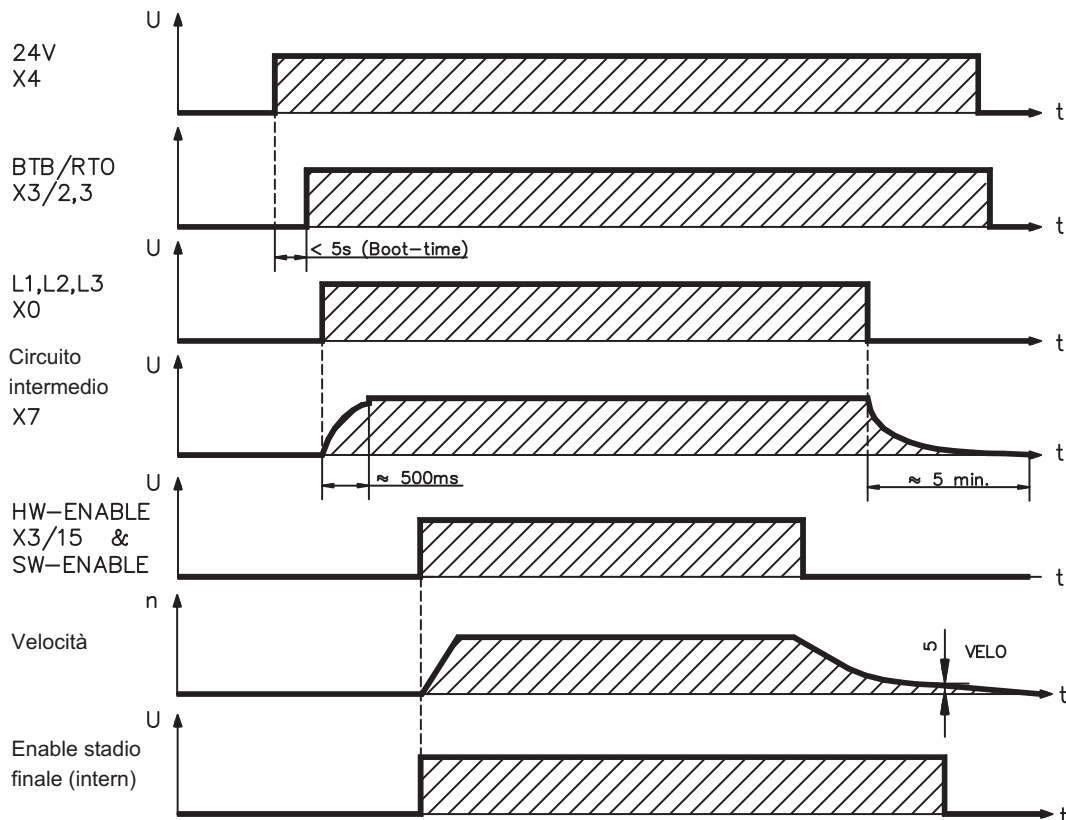 U
24V
X4
t
BTB/RTO
X3/2,3
t
< 5s (Boot-time)
U
L1,L2,L3
X0
t
Circuito
intermedio
X7
U
t
≈ 500ms
≈ 5 min.
U
HW-ENABLE
X3/15 &
SW-ENABLE
t
n
Velocità
5
VELO
t
U
Enable stadio
finale (intern)
t